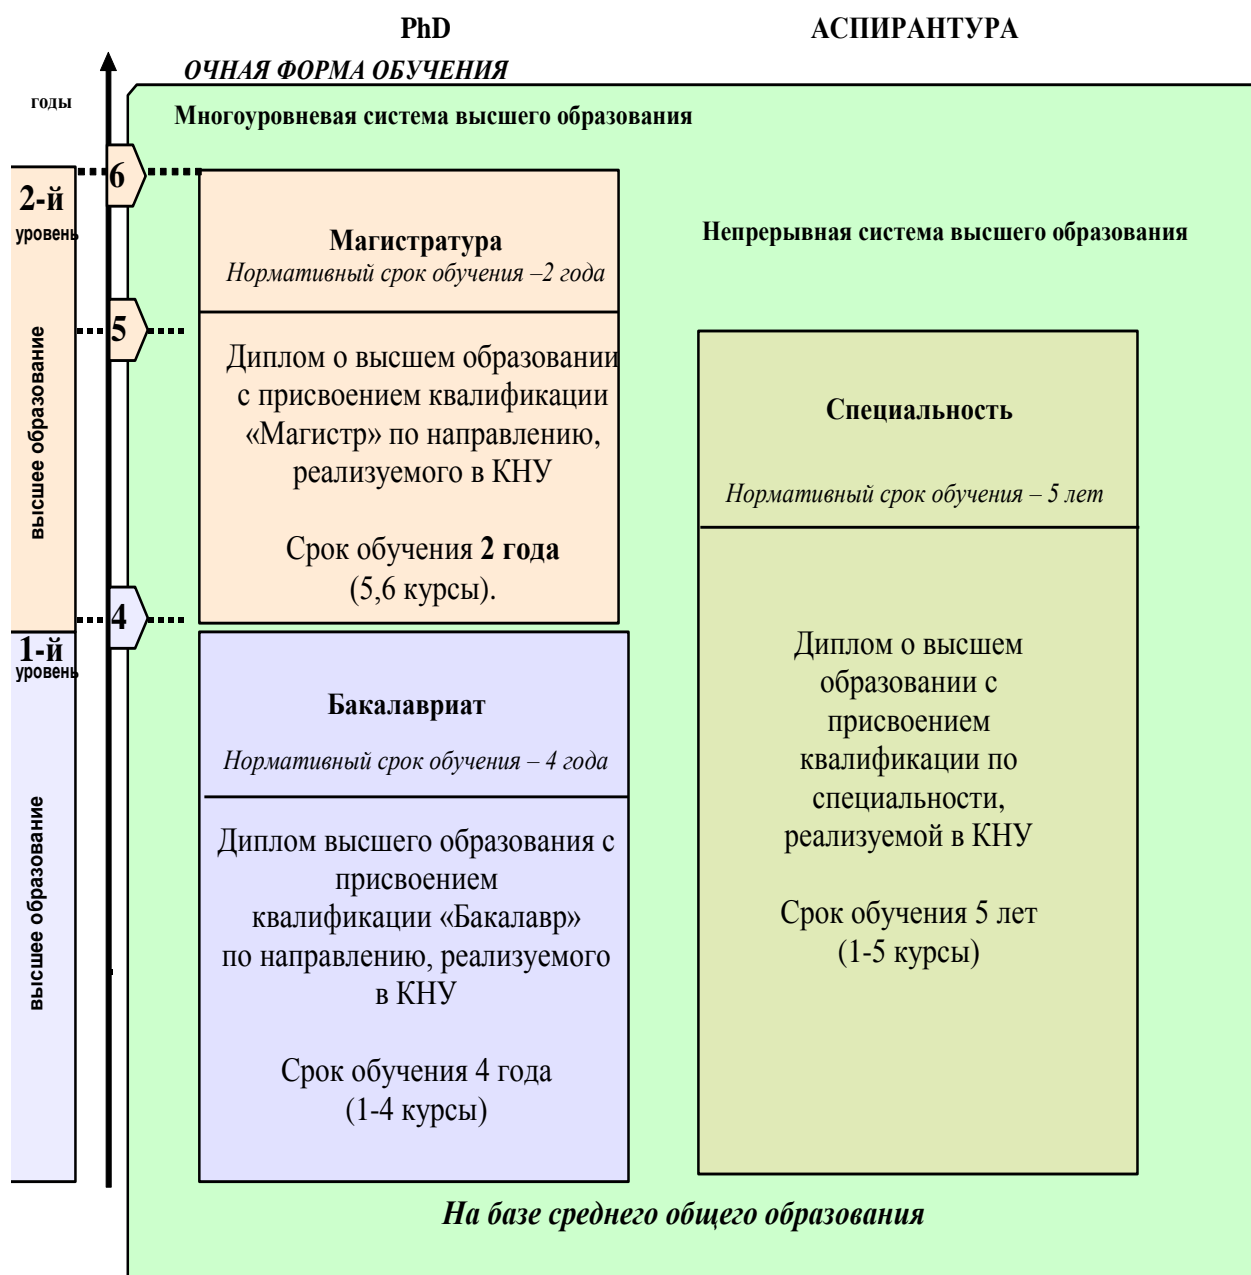 PhD
АСПИРАНТУРА
ОЧНАЯ ФОРМА ОБУЧЕНИЯ
годы
Многоуровневая система высшего образования
6
2-й
уровень
Магистратура
Нормативный срок обучения –2 года
Непрерывная система высшего образования
5
высшее образование
Диплом о высшем образовании
с присвоением квалификации
«Магистр» по направлению,
реализуемого в КНУ
Срок обучения 2 года
(5,6 курсы).
Специальность
Нормативный срок обучения – 5 лет
4
1-й
уровень
Бакалавриат
Нормативный срок обучения – 4 года
высшее образование
Диплом высшего образования с
присвоением
квалификации «Бакалавр»
по направлению, реализуемого
в КНУ
Срок обучения 4 года
(1-4 курсы)
Диплом о высшем
образовании с
присвоением
квалификации по
специальности,
реализуемой в КНУ
Срок обучения 5 лет
(1-5 курсы)
На базе среднего общего образования